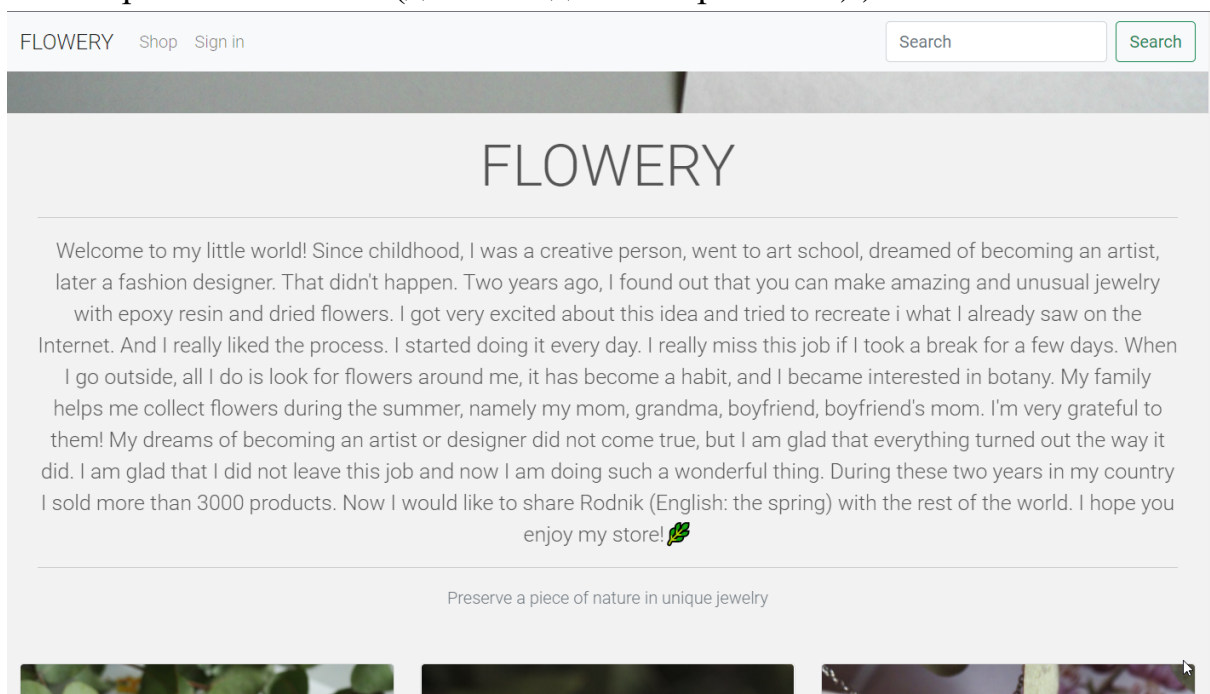 FLOWERY Shop Sign in Search Search
FLOWERY
Welcome to my little world! Since childhood, I was a creative person, went to art school, dreamed of becoming an artist,
later a fashion designer. That didn't happen. Two years ago, I found out that you can make amazing and unusual jewelry
with epoxy resin and dried flowers. I got very excited about this idea and tried to recreate i what I already saw on the
Internet. And I really liked the process. I started doing it every day. I really miss this job if I took a break for a few days. When
I go outside, all I do is look for flowers around me, it has become a habit, and I became interested in botany. My family
helps me collect flowers during the summer, namely my mom, grandma, boyfriend, boyfriend's mom. I'm very grateful to
them! My dreams of becoming an artist or designer did not come true, but I am glad that everything turned out the way it
did. I am glad that I did not leave this job and now I am doing such a wonderful thing. During these two years in my country
I sold more than 3000 products. Now I would like to share Rodnik (English: the spring) with the rest of the world. I hope you
enjoy my store!🌿
Preserve a piece of nature in unique jewelry